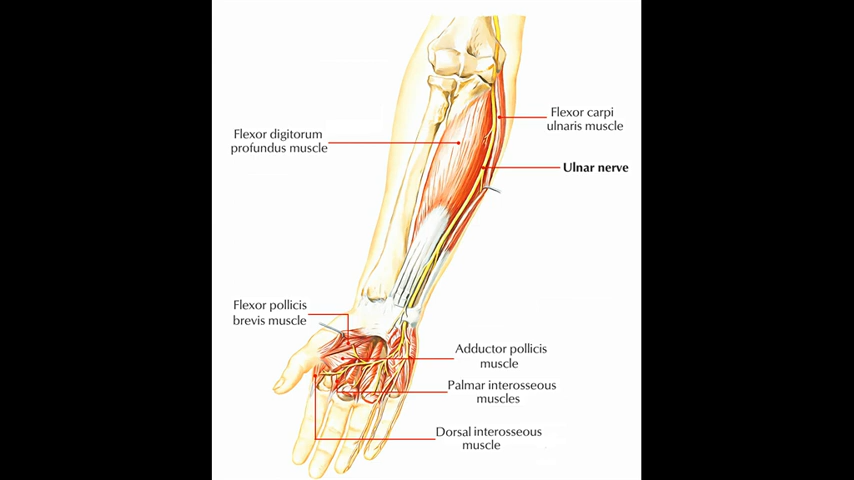 Flexor carpi
ulnaris muscle
Flexor digitorum
profundus muscle
Ulnar nerve
Flexor pollicis
brevis muscle
Adductor pollicis
muscle
Palmar interosseous
muscles
Dorsal interosseous
muscle